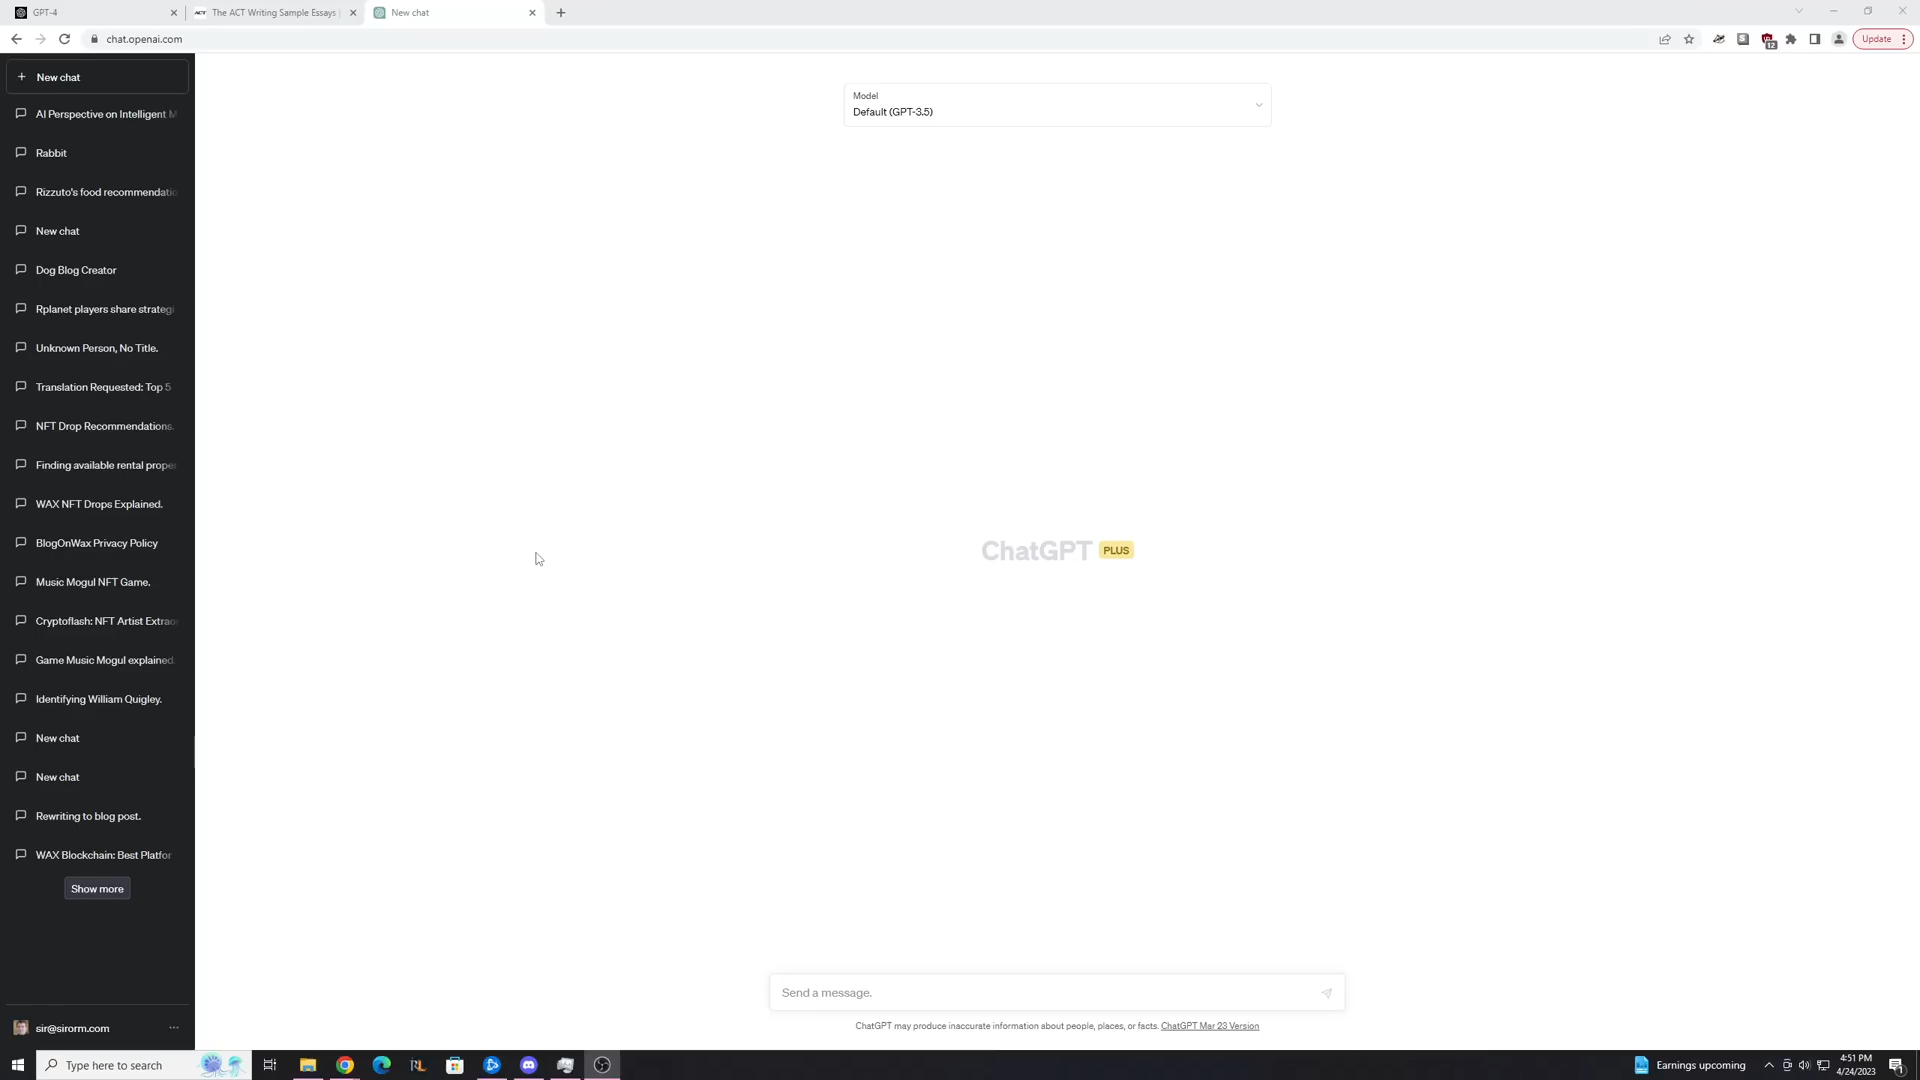 GPT-4
ACT The ACT Writing Sample Essays |
New chat
chat.openai.com
12
Update
New chat
AI Perspective on Intelligent M
Rabbit
Rizzuto's food recommendatio
New chat
Dog Blog Creator
Rplanet players share strategi
Unknown Person, No Title.
Translation Requested: Top 5
NFT Drop Recommendations.
Finding available rental proper
WAX NFT Drops Explained.
BlogOnWax Privacy Policy
Music Mogul NFT Game.
Cryptoflash: NFT Artist Extrao
Game Music Mogul explained.
Identifying William Quigley.
New chat
New chat
Rewriting to blog post.
WAX Blockchain: Best Platfor
Show more
sir@sirorm.com
Model
Default (GPT-3.5)
ChatGPT PLUS
Send a message.
ChatGPT may produce inaccurate information about people, places, or facts. ChatGPT Mar 23 Version
Type here to search
RL
Earnings upcoming
4:51 PM
4/24/2023
1